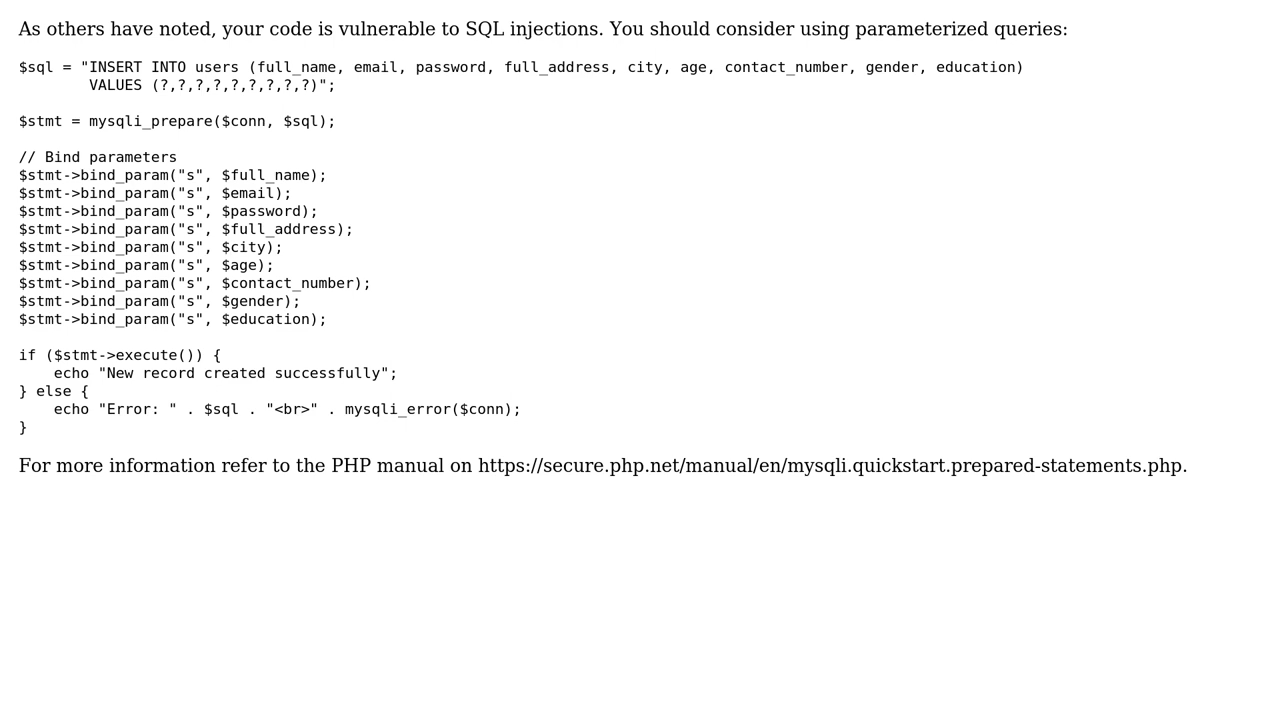 As others have noted, your code is vulnerable to SQL injections. You should consider using parameterized queries:
$sql = "INSERT INTO users (full_name, email, password, full_address, city, age, contact_number, gender, education)
        VALUES (?,?,?,?,?,?,?,?,?)";
$stmt = mysqli_prepare($conn, $sql);
// Bind parameters
$stmt->bind_param("s", $full_name);
$stmt->bind_param("s", $email);
$stmt->bind_param("s", $password);
$stmt->bind_param("s", $full_address);
$stmt->bind_param("s", $city);
$stmt->bind_param("s", $age);
$stmt->bind_param("s", $contact_number);
$stmt->bind_param("s", $gender);
$stmt->bind_param("s", $education);
if ($stmt->execute()) {
    echo "New record created successfully";
} else {
    echo "Error: " . $sql . "<br>" . mysqli_error($conn);
}
For more information refer to the PHP manual on https://secure.php.net/manual/en/mysqli.quickstart.prepared-statements.php.